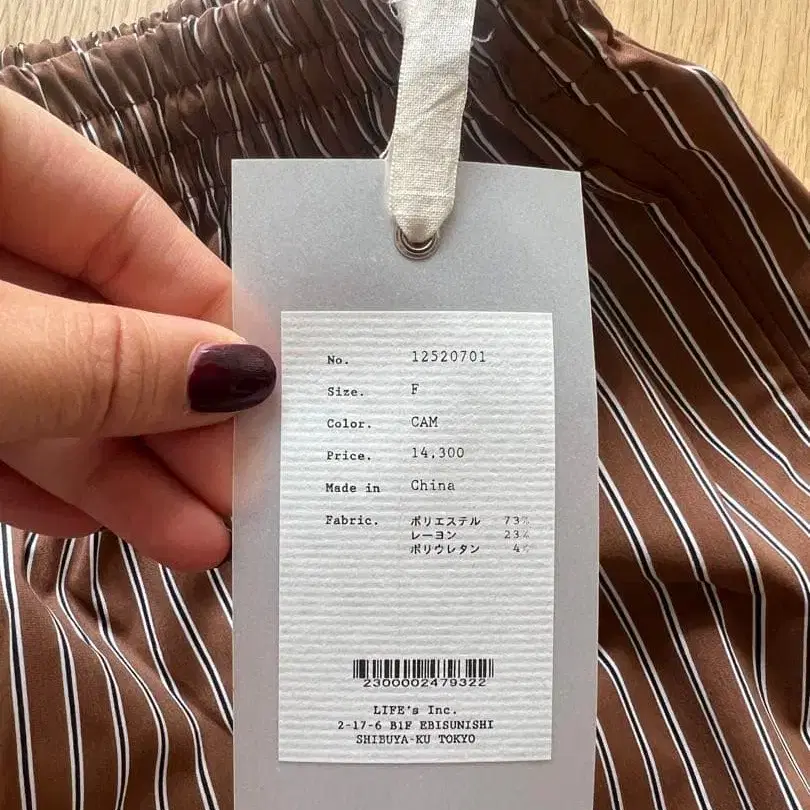 No. 12520701
Size. F
Color. CAM
Price. 14,300
Made in China
Fabric. ポリエステル 73%
レーヨン 23%
ポリウレタン 4%
2300002479322
LIFE's Inc.
2-17-6 B1F EBISUNISHI
SHIBUYA-KU TOKYO